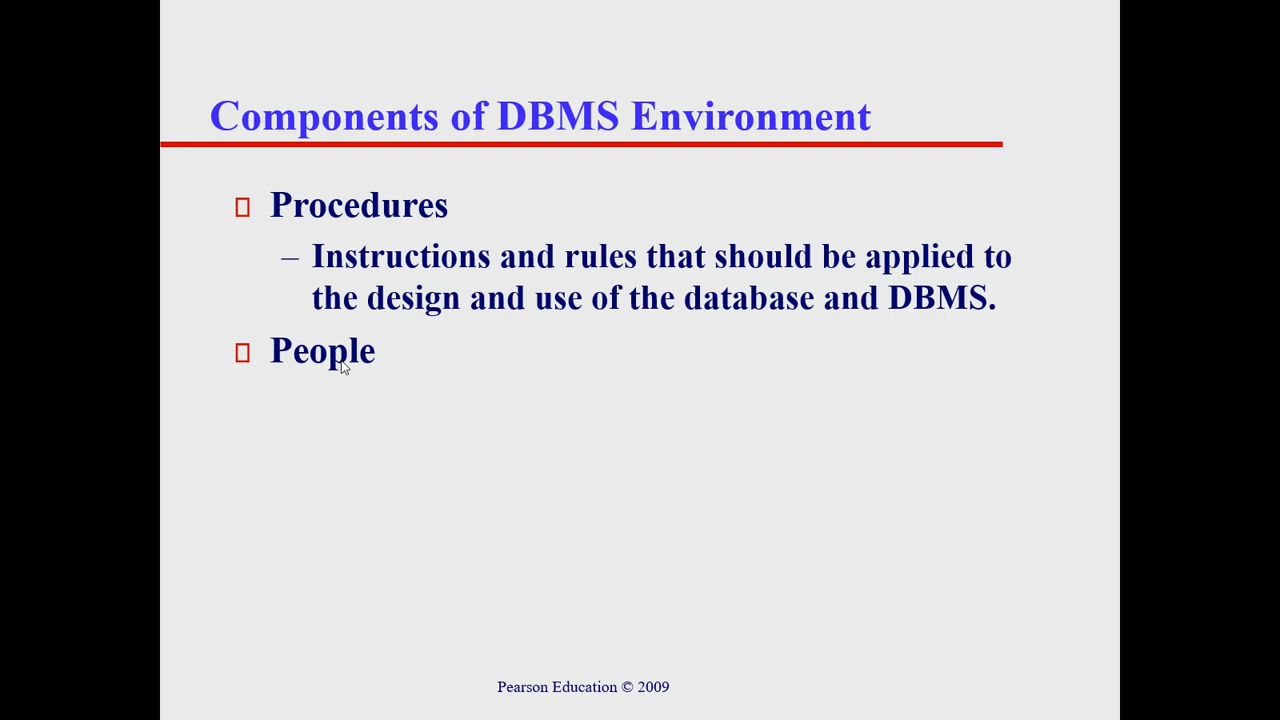 Components of DBMS Environment
Procedures
– Instructions and rules that should be applied to
the design and use of the database and DBMS.
People
Pearson Education © 2009